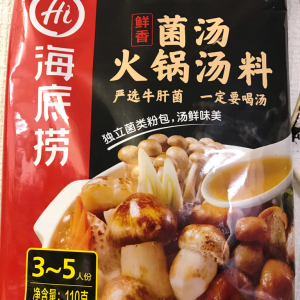 Hi
海底捞
鲜香
菌汤
火锅汤料
严选牛肝菌 一定要喝汤
独立菌类粉包，汤鲜味美
3~5人份
净含量：110克